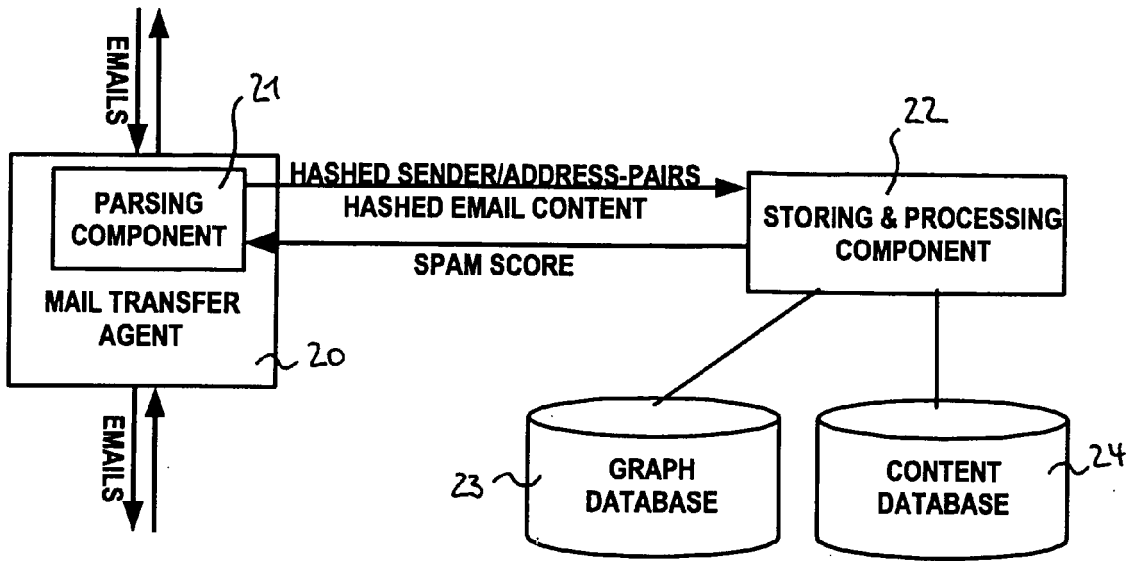 EMAILS
21
22
HASHED SENDER/ADDRESS-PAIRS
HASHED EMAIL CONTENT
SPAM SCORE
PARSING
COMPONENT
MAIL TRANSFER
AGENT
20
STORING & PROCESSING
COMPONENT
EMAILS
23
GRAPH
DATABASE
CONTENT
DATABASE
24